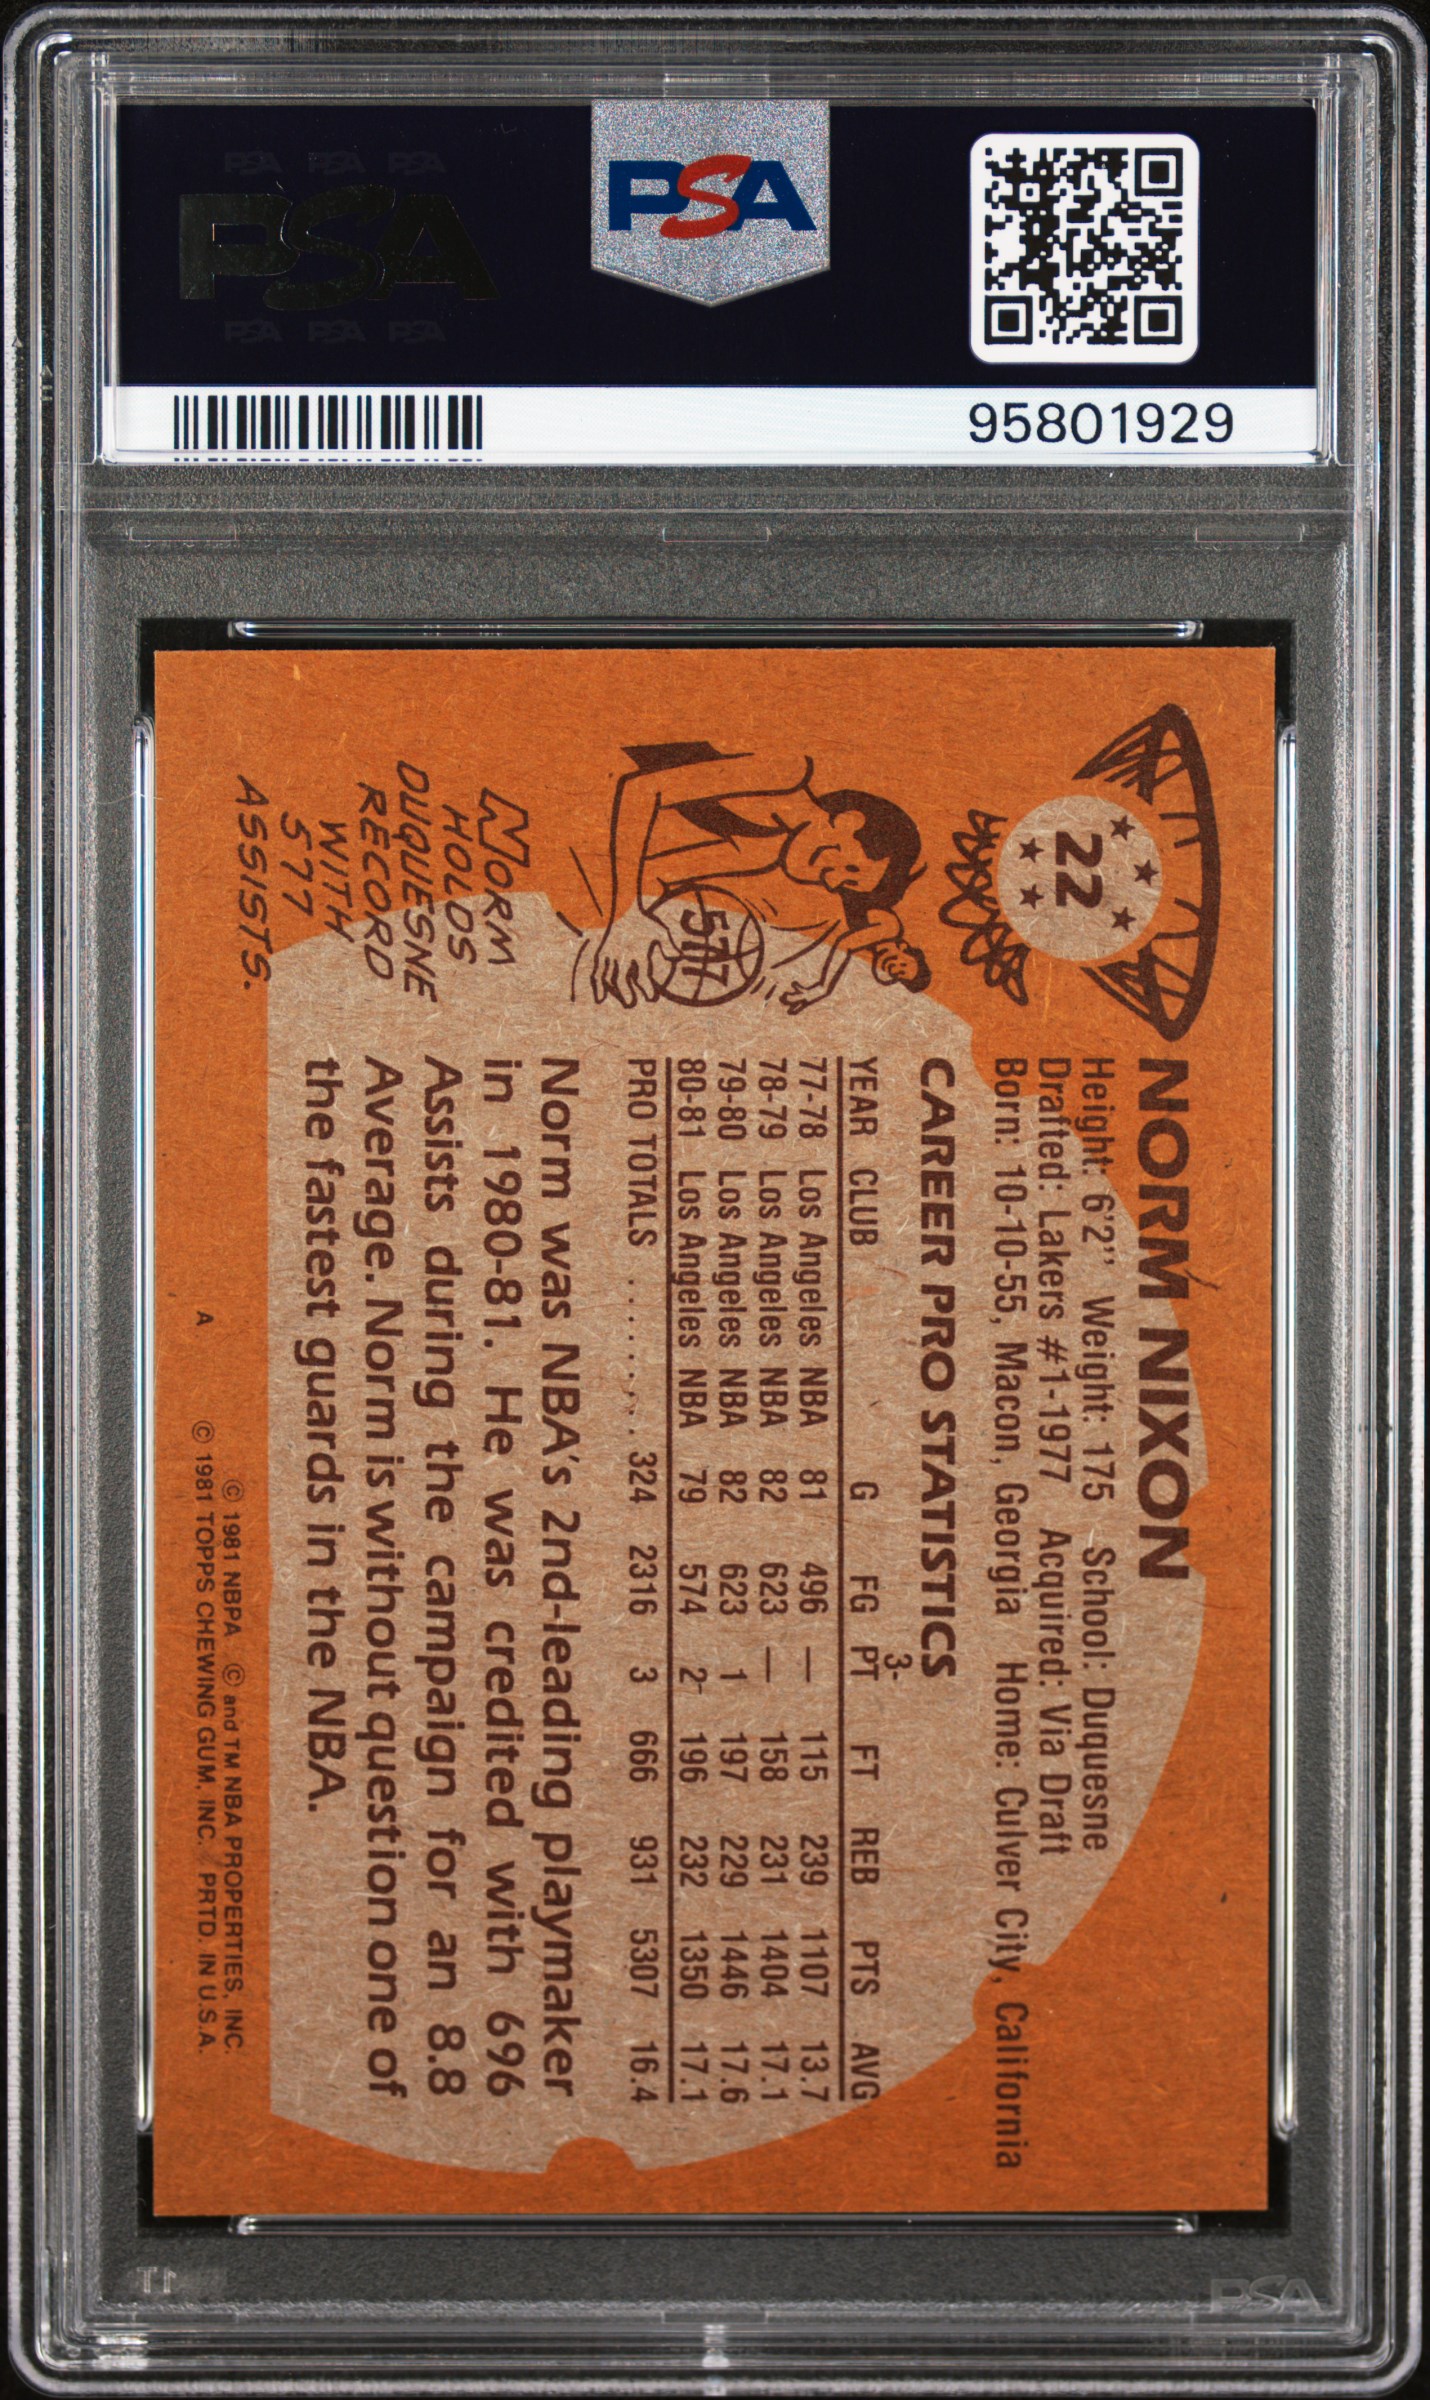 PSA PSA PSA
PSA
PSA PSA PSA
PSA
95801929
22
NORM NIXON
Height: 6'2'' Weight: 175 School: Duquesne
Drafted: Lakers #1-1977 Acquired: Via Draft
Born: 10-10-55, Macon, Georgia Home: Culver City, California
CAREER PRO STATISTICS
YEAR CLUB G FG 3-PT FT REB PTS AVG
77-78 Los Angeles NBA 81 496 — 115 239 1107 13.7
78-79 Los Angeles NBA 82 623 — 158 231 1404 17.1
79-80 Los Angeles NBA 82 623 1 197 229 1446 17.6
80-81 Los Angeles NBA 79 574 2 196 232 1350 17.1
PRO TOTALS ......... 324 2316 3 666 931 5307 16.4
577
NORM
HOLDS
DUQUESNE
RECORD
WITH
577
ASSISTS.
Norm was NBA's 2nd-leading playmaker
in 1980-81. He was credited with 696
Assists during the campaign for an 8.8
Average. Norm is without question one of
the fastest guards in the NBA.
© 1981 NBPA © and TM NBA PROPERTIES, INC.
A © 1981 TOPPS CHEWING GUM, INC. PRTD. IN U.S.A.
PSA